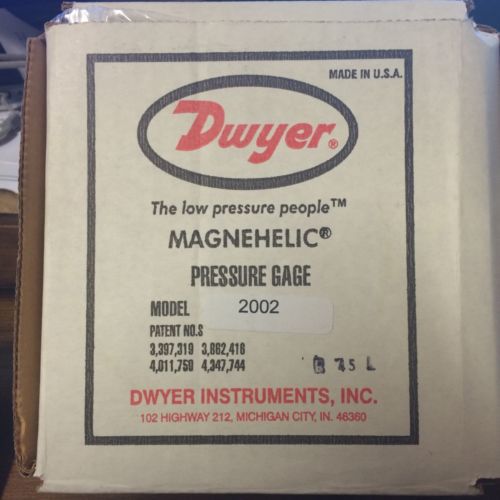 MADE IN U.S.A.
Dwyer®
The low pressure people™
MAGNEHELIC®
PRESSURE GAGE
MODEL 2002
PATENT NO.S
3,397,319 3,862,416
4,011,759 4,347,744
DWYER INSTRUMENTS, INC.
102 HIGHWAY 212, MICHIGAN CITY, IN. 46360